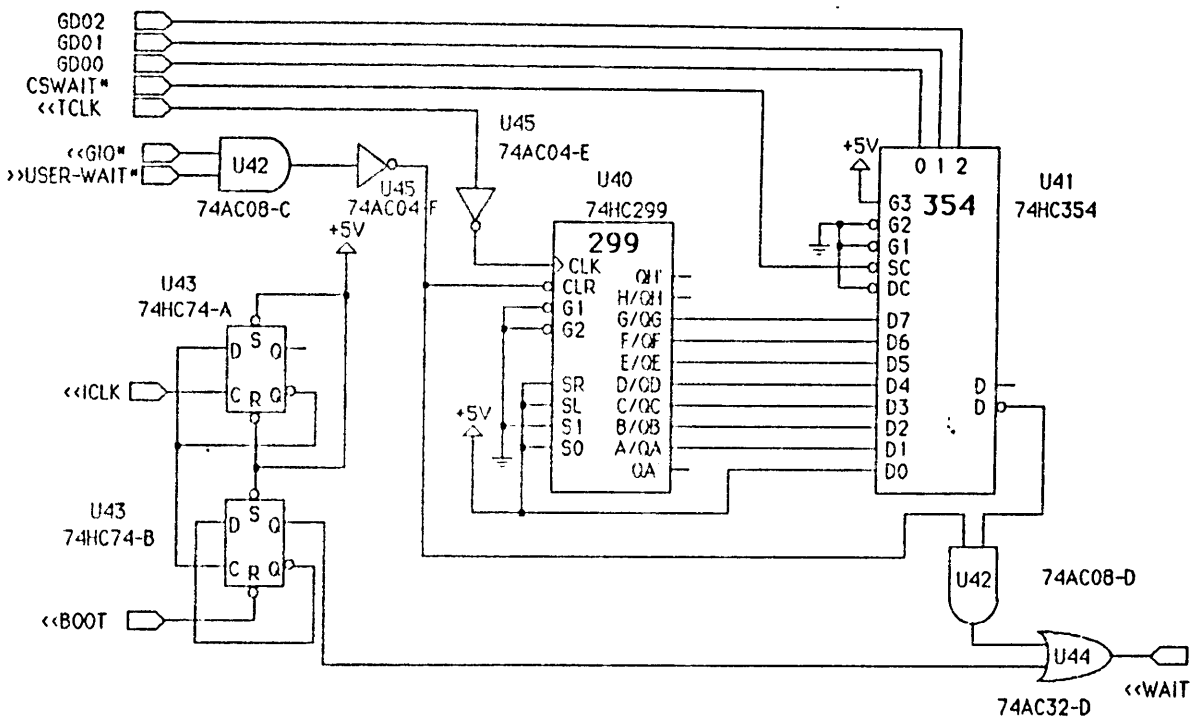 GD02
GD01
GD00
CSWAIT*
<<TCLK
<<GIO*
>>USER-WAIT*
U42
74AC08-C
U45
74AC04-F
U45
74AC04-E
+5V
U43
74HC74-A
S
D Q
C Q
R
<<ICLK
U43
74HC74-B
S
D Q
C Q
R
<<BOOT
U40
74HC299
299
CLK
CLR
G1
G2
SR
SL
S1
S0
QH'
H/QH
G/QG
F/QF
E/QE
D/QD
C/QC
B/QB
A/QA
QA
+5V
+5V
U41
74HC354
0 1 2
354
G3
G2
G1
SC
DC
D7
D6
D5
D4
D3
D2
D1
D0
D
D
U42
74AC08-D
U44
74AC32-D
<<WAIT